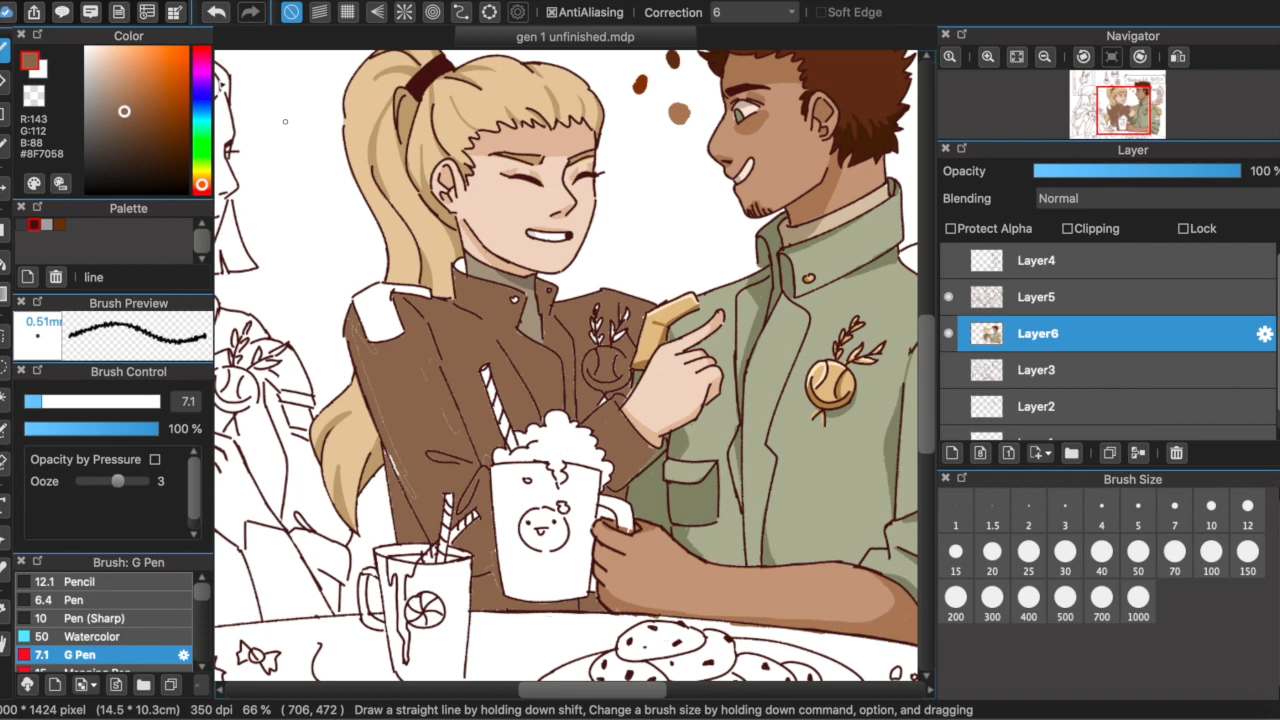 AntiAliasing Correction 6 Soft Edge
gen 1 unfinished.mdp
Color
R:143
G:112
B:88
#8F7058
Palette
line
Brush Preview
0.51m
Brush Control
7.1
100 %
Opacity by Pressure
Ooze 3
Brush: G Pen
12.1 Pencil
6.4 Pen
10 Pen (Sharp)
50 Watercolor
7.1 G Pen
Navigator
Layer
Opacity 100 %
Blending Normal
Protect Alpha Clipping Lock
Layer4
Layer5
Layer6
Layer3
Layer2
Brush Size
1 1.5 2 3 4 5 7 10 12
15 20 25 30 40 50 70 100 150
200 300 400 500 700 1000
000 * 1424 pixel (14.5 * 10.3cm) 350 dpi 66 % ( 706, 472 ) Draw a straight line by holding down shift, Change a brush size by holding down command, option, and dragging